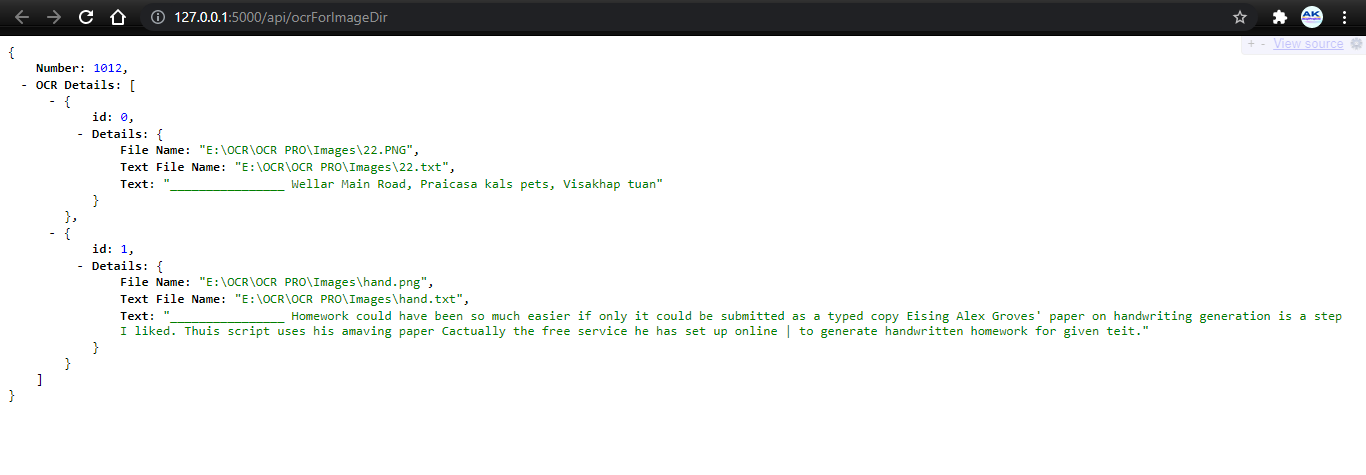 127.0.0.1:5000/api/ocrForImageDir
AK
+ - View source
{
Number: 1012,
- OCR Details: [
- {
id: 0,
- Details: {
File Name: "E:\OCR\OCR PRO\Images\22.PNG",
Text File Name: "E:\OCR\OCR PRO\Images\22.txt",
Text: "________________ Wellar Main Road, Praicasa kals pets, Visakhap tuan"
}
},
- {
id: 1,
- Details: {
File Name: "E:\OCR\OCR PRO\Images\hand.png",
Text File Name: "E:\OCR\OCR PRO\Images\hand.txt",
Text: "________________ Homework could have been so much easier if only it could be submitted as a typed copy Eising Alex Groves' paper on handwriting generation is a step
I liked. Thuis script uses his amaving paper Cactually the free service he has set up online | to generate handwritten homework for given teit."
}
}
]
}